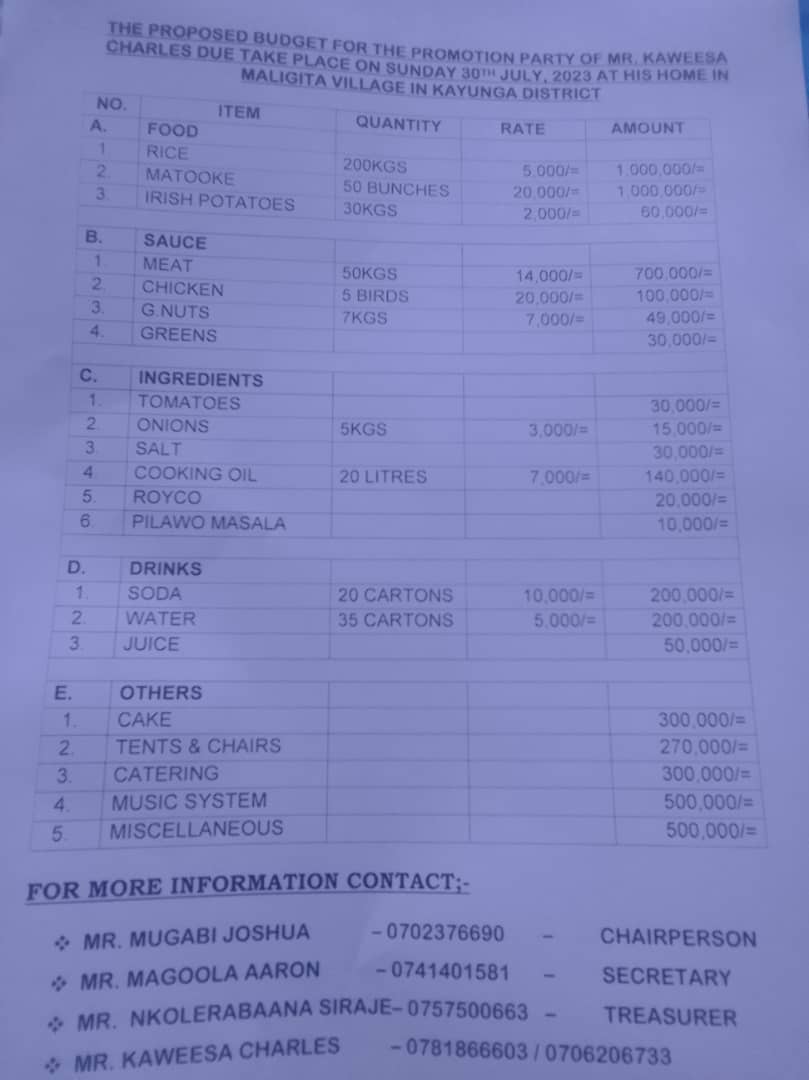 THE PROPOSED BUDGET FOR THE PROMOTION PARTY OF MR. KAWEESA
CHARLES DUE TAKE PLACE ON SUNDAY 30TH JULY, 2023 AT HIS HOME IN
MALIGITA VILLAGE IN KAYUNGA DISTRICT
NO. ITEM QUANTITY RATE AMOUNT
A. FOOD
1 RICE 200KGS 5,000/= 1,000,000/=
2. MATOOKE 50 BUNCHES 20,000/= 1,000,000/=
3. IRISH POTATOES 30KGS 2,000/= 60,000/=
B. SAUCE
1. MEAT 50KGS 14,000/= 700,000/=
2. CHICKEN 5 BIRDS 20,000/= 100,000/=
3. G.NUTS 7KGS 7,000/= 49,000/=
4. GREENS 30,000/=
C. INGREDIENTS
1. TOMATOES 30,000/=
2. ONIONS 5KGS 3,000/= 15,000/=
3. SALT 30,000/=
4. COOKING OIL 20 LITRES 7,000/= 140,000/=
5. ROYCO 20,000/=
6. PILAWO MASALA 10,000/=
D. DRINKS
1. SODA 20 CARTONS 10,000/= 200,000/=
2. WATER 35 CARTONS 5,000/= 200,000/=
3. JUICE 50,000/=
E. OTHERS
1. CAKE 300,000/=
2. TENTS & CHAIRS 270,000/=
3. CATERING 300,000/=
4. MUSIC SYSTEM 500,000/=
5. MISCELLANEOUS 500,000/=
FOR MORE INFORMATION CONTACT;-
❖ MR. MUGABI JOSHUA – 0702376690 – CHAIRPERSON
❖ MR. MAGOOLA AARON – 0741401581 – SECRETARY
❖ MR. NKOLERABAANA SIRAJE– 0757500663 – TREASURER
❖ MR. KAWEESA CHARLES – 0781866603 / 0706206733